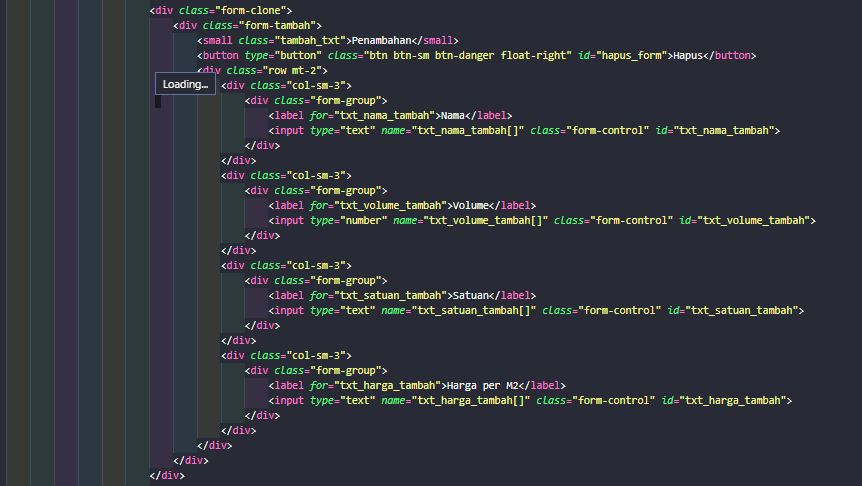 <div class="form-clone">
<div class="form-tambah">
<small class="tambah_txt">Penambahan</small>
<button type="button" class="btn btn-sm btn-danger float-right" id="hapus_form">Hapus</button>
<div class="row mt-2">
Loading...
<div class="col-sm-3">
<div class="form-group">
<label for="txt_nama_tambah">Nama</label>
<input type="text" name="txt_nama_tambah[]" class="form-control" id="txt_nama_tambah">
</div>
</div>
<div class="col-sm-3">
<div class="form-group">
<label for="txt_volume_tambah">Volume</label>
<input type="number" name="txt_volume_tambah[]" class="form-control" id="txt_volume_tambah">
</div>
</div>
<div class="col-sm-3">
<div class="form-group">
<label for="txt_satuan_tambah">Satuan</label>
<input type="text" name="txt_satuan_tambah[]" class="form-control" id="txt_satuan_tambah">
</div>
</div>
<div class="col-sm-3">
<div class="form-group">
<label for="txt_harga_tambah">Harga per M2</label>
<input type="text" name="txt_harga_tambah[]" class="form-control" id="txt_harga_tambah">
</div>
</div>
</div>
</div>
</div>